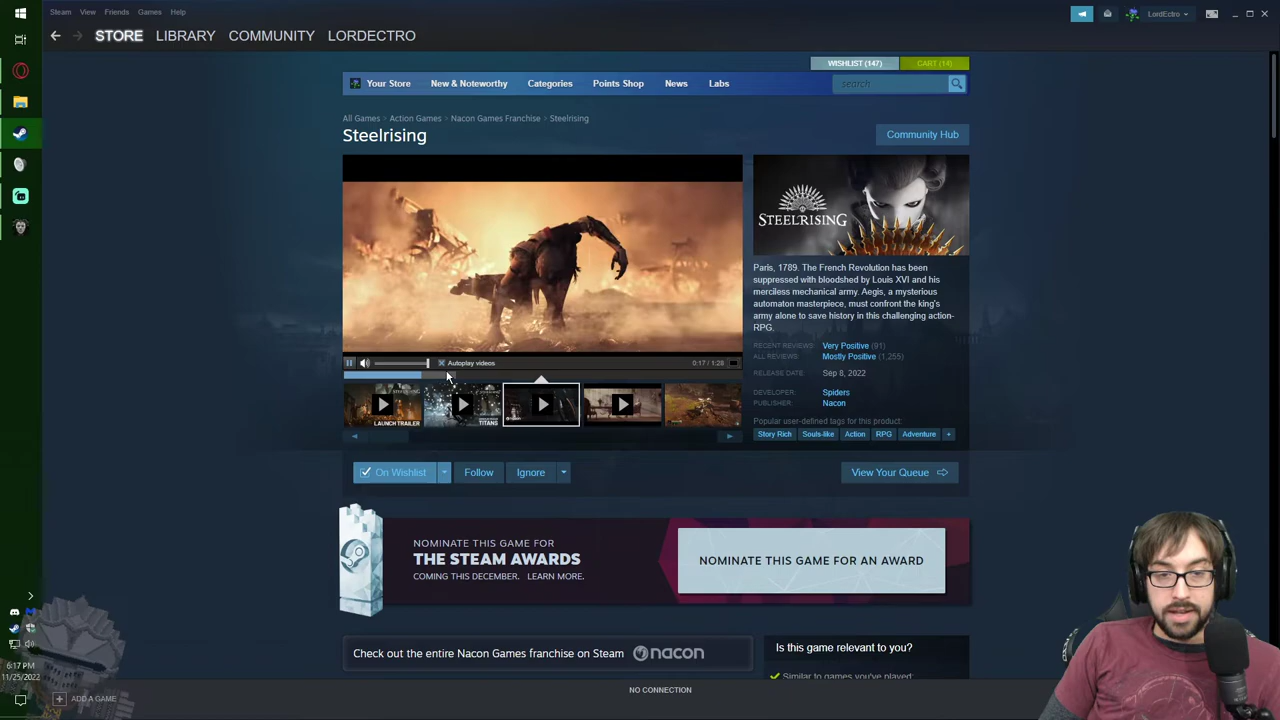 Steam View Friends Games Help
LordEctro
STORE LIBRARY COMMUNITY LORDECTRO
WISHLIST (147) CART (14)
Your Store New & Noteworthy Categories Points Shop News Labs search
All Games > Action Games > Nacon Games Franchise > Steelrising
Steelrising
Community Hub
STEELRISING
Paris, 1789. The French Revolution has been
suppressed with bloodshed by Louis XVI and his
merciless mechanical army. Aegis, a mysterious
automaton masterpiece, must confront the king's
army alone to save history in this challenging action-
RPG.
RECENT REVIEWS: Very Positive (91)
ALL REVIEWS: Mostly Positive (1,255)
RELEASE DATE: Sep 8, 2022
DEVELOPER: Spiders
PUBLISHER: Nacon
Popular user-defined tags for this product:
Story Rich Souls-like Action RPG Adventure +
Autoplay videos 0:17 / 1:28
LAUNCH TRAILER
TITANS
On Wishlist Follow Ignore View Your Queue
NOMINATE THIS GAME FOR
THE STEAM AWARDS
COMING THIS DECEMBER. LEARN MORE.
NOMINATE THIS GAME FOR AN AWARD
Check out the entire Nacon Games franchise on Steam nacon
Is this game relevant to you?
Similar to games you've played:
6:17 PM
11/25/2022
ADD A GAME
NO CONNECTION